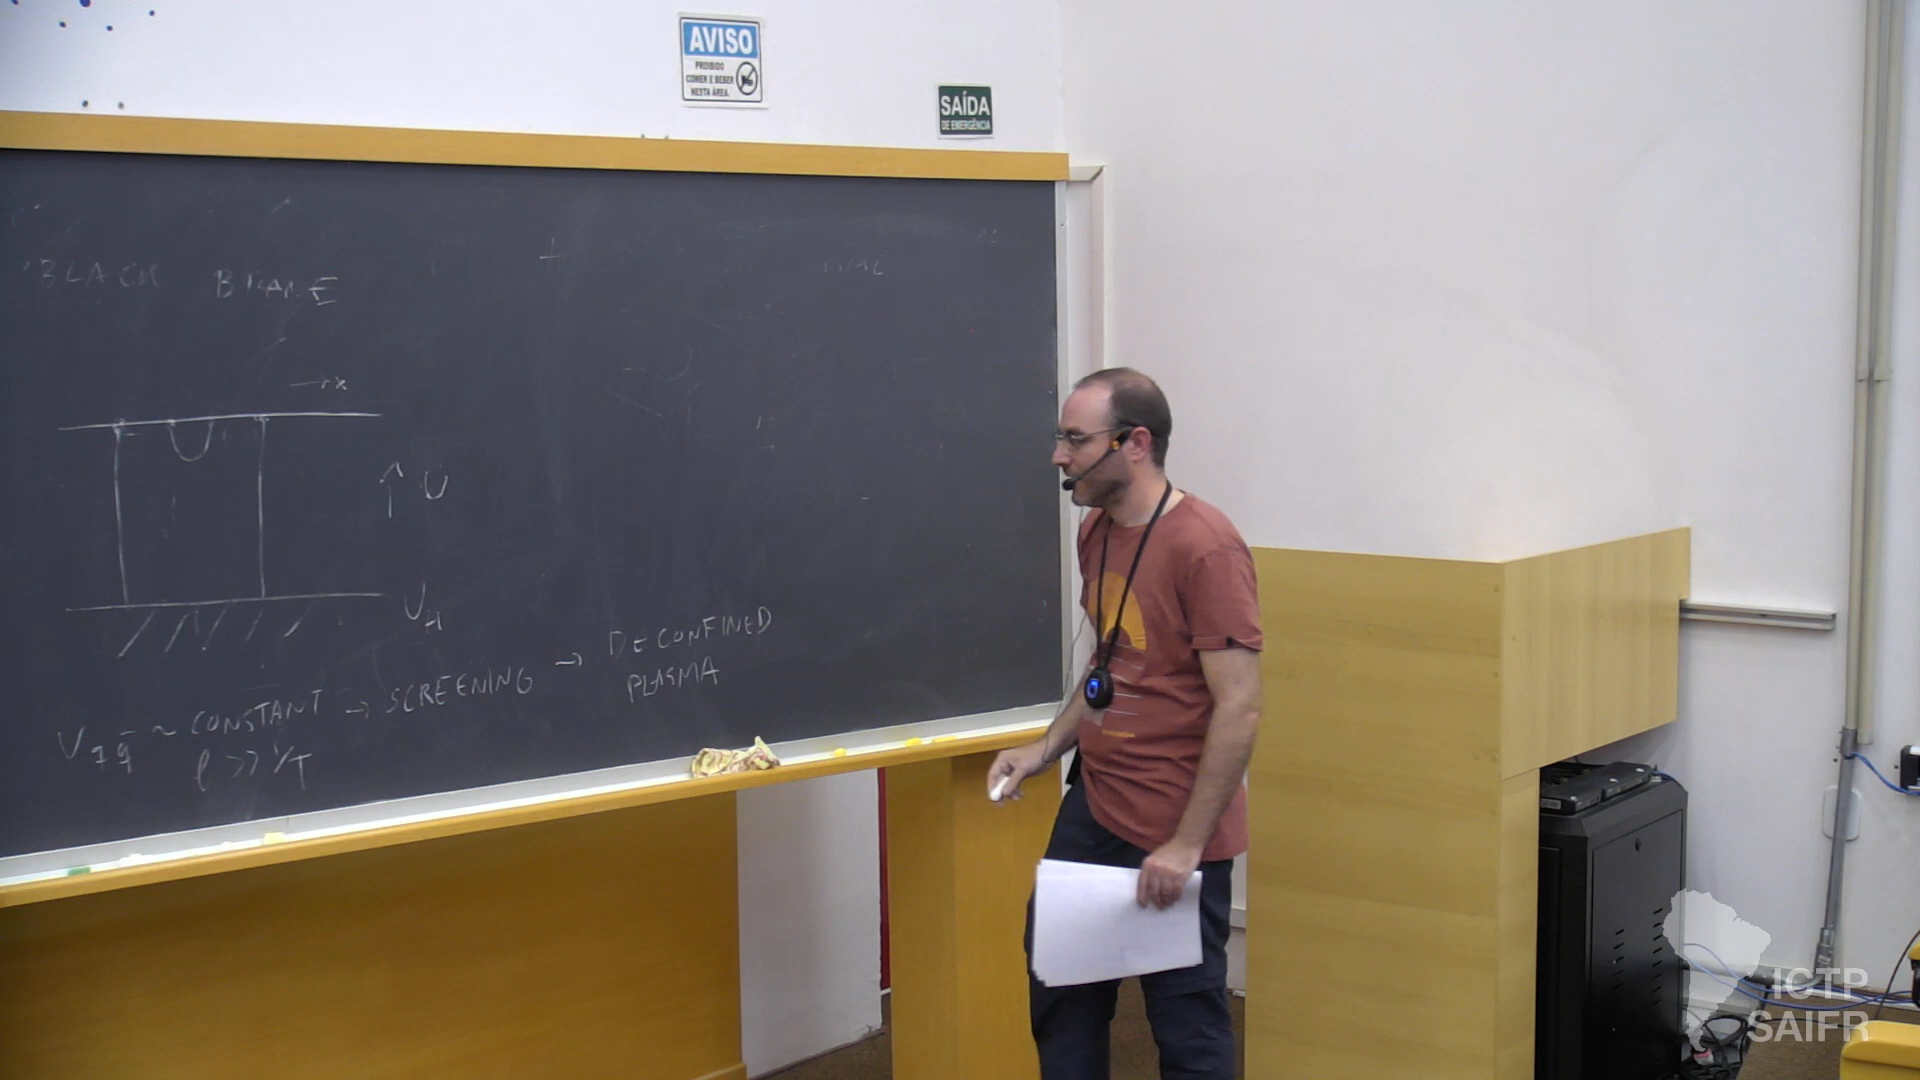 AVISO
PROIBIDO
COMER E BEBER
NESTA ÁREA.
SAÍDA
DE EMERGÊNCIA
BLACK BRANE
→ x
↑ U
U_H
V_q q̄ ~ CONSTANT → SCREENING → DECONFINED
PLASMA
ℓ >> 1/T
ICTP
SAIFR